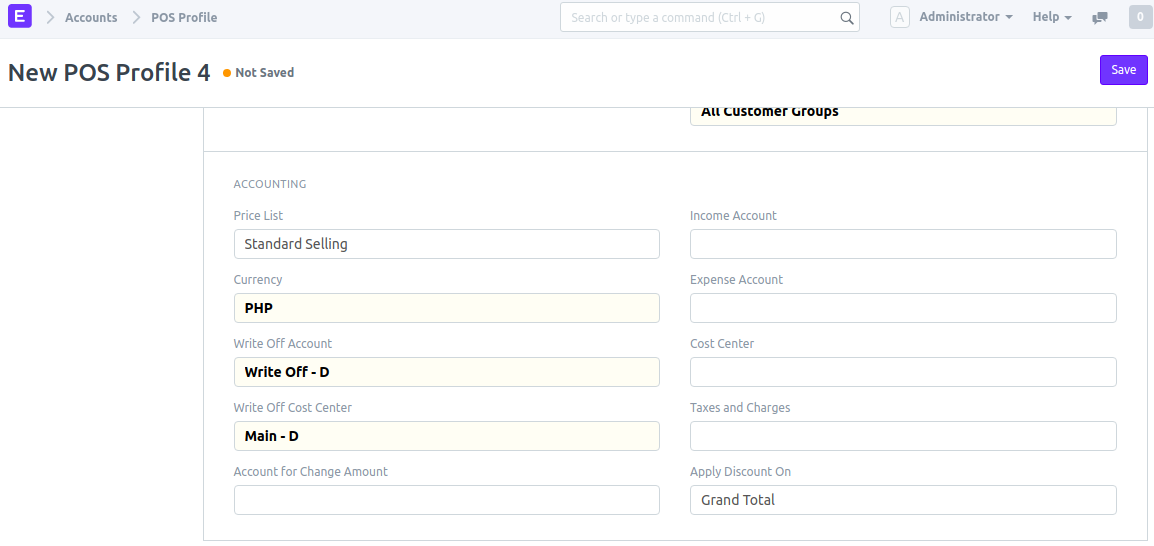 E Accounts POS Profile Search or type a command (Ctrl + G) A Administrator Help 0
New POS Profile 4 Not Saved Save
All Customer Groups
ACCOUNTING
Price List
Standard Selling
Currency
PHP
Write Off Account
Write Off - D
Write Off Cost Center
Main - D
Account for Change Amount
Income Account
Expense Account
Cost Center
Taxes and Charges
Apply Discount On
Grand Total